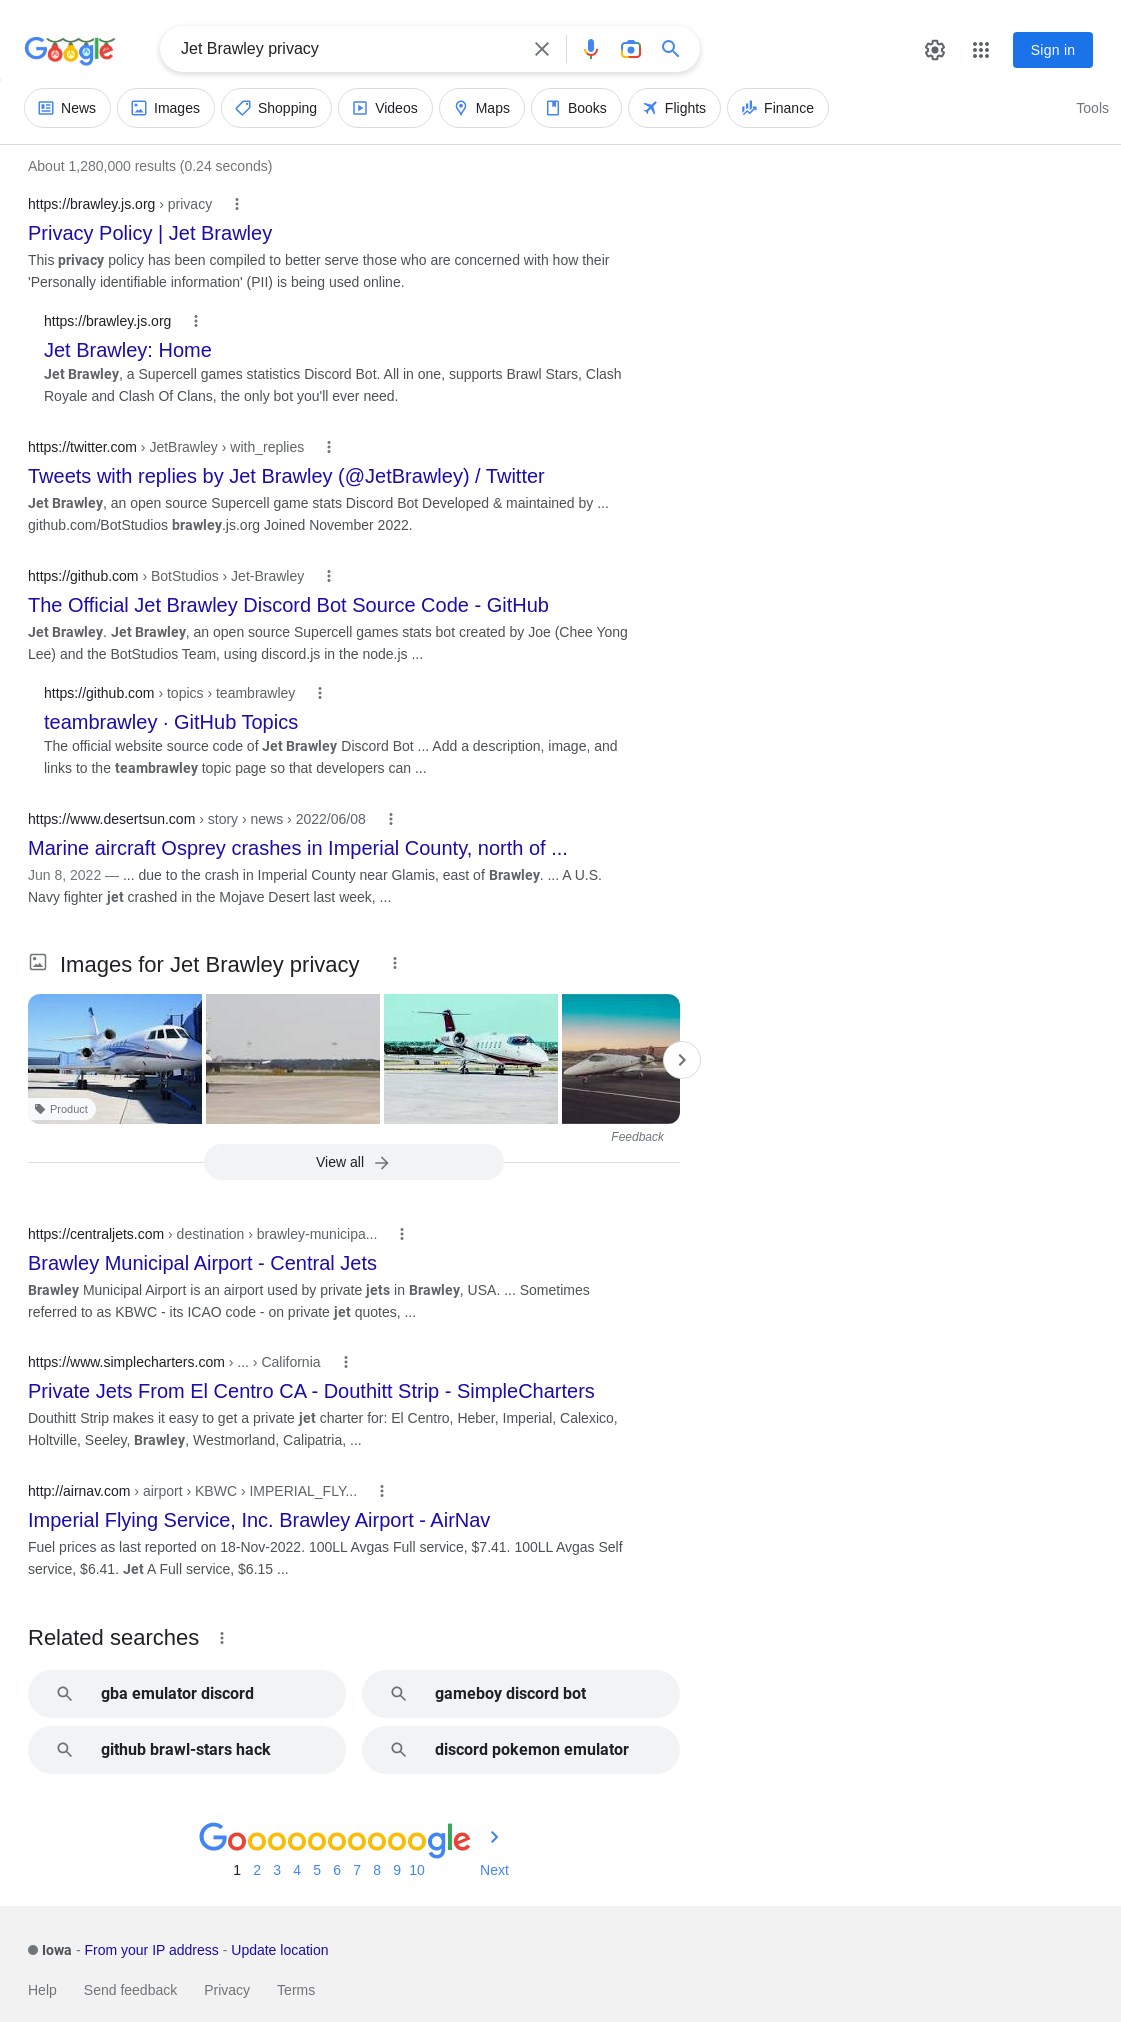 Google
Jet Brawley privacy
Sign in
News
Images
Shopping
Videos
Maps
Books
Flights
Finance
Tools
About 1,280,000 results (0.24 seconds)
https://brawley.js.org › privacy
Privacy Policy | Jet Brawley
This privacy policy has been compiled to better serve those who are concerned with how their
'Personally identifiable information' (PII) is being used online.
https://brawley.js.org
Jet Brawley: Home
Jet Brawley, a Supercell games statistics Discord Bot. All in one, supports Brawl Stars, Clash
Royale and Clash Of Clans, the only bot you'll ever need.
https://twitter.com › JetBrawley › with_replies
Tweets with replies by Jet Brawley (@JetBrawley) / Twitter
Jet Brawley, an open source Supercell game stats Discord Bot Developed & maintained by ...
github.com/BotStudios brawley.js.org Joined November 2022.
https://github.com › BotStudios › Jet-Brawley
The Official Jet Brawley Discord Bot Source Code - GitHub
Jet Brawley. Jet Brawley, an open source Supercell games stats bot created by Joe (Chee Yong
Lee) and the BotStudios Team, using discord.js in the node.js ...
https://github.com › topics › teambrawley
teambrawley · GitHub Topics
The official website source code of Jet Brawley Discord Bot ... Add a description, image, and
links to the teambrawley topic page so that developers can ...
https://www.desertsun.com › story › news › 2022/06/08
Marine aircraft Osprey crashes in Imperial County, north of ...
Jun 8, 2022 — ... due to the crash in Imperial County near Glamis, east of Brawley. ... A U.S.
Navy fighter jet crashed in the Mojave Desert last week, ...
Images for Jet Brawley privacy
Product
Feedback
View all
https://centraljets.com › destination › brawley-municipa...
Brawley Municipal Airport - Central Jets
Brawley Municipal Airport is an airport used by private jets in Brawley, USA. ... Sometimes
referred to as KBWC - its ICAO code - on private jet quotes, ...
https://www.simplecharters.com › ... › California
Private Jets From El Centro CA - Douthitt Strip - SimpleCharters
Douthitt Strip makes it easy to get a private jet charter for: El Centro, Heber, Imperial, Calexico,
Holtville, Seeley, Brawley, Westmorland, Calipatria, ...
http://airnav.com › airport › KBWC › IMPERIAL_FLY...
Imperial Flying Service, Inc. Brawley Airport - AirNav
Fuel prices as last reported on 18-Nov-2022. 100LL Avgas Full service, $7.41. 100LL Avgas Self
service, $6.41. Jet A Full service, $6.15 ...
Related searches
gba emulator discord
gameboy discord bot
github brawl-stars hack
discord pokemon emulator
Goooooooooogle
1 2 3 4 5 6 7 8 9 10 Next
Iowa - From your IP address - Update location
Help Send feedback Privacy Terms